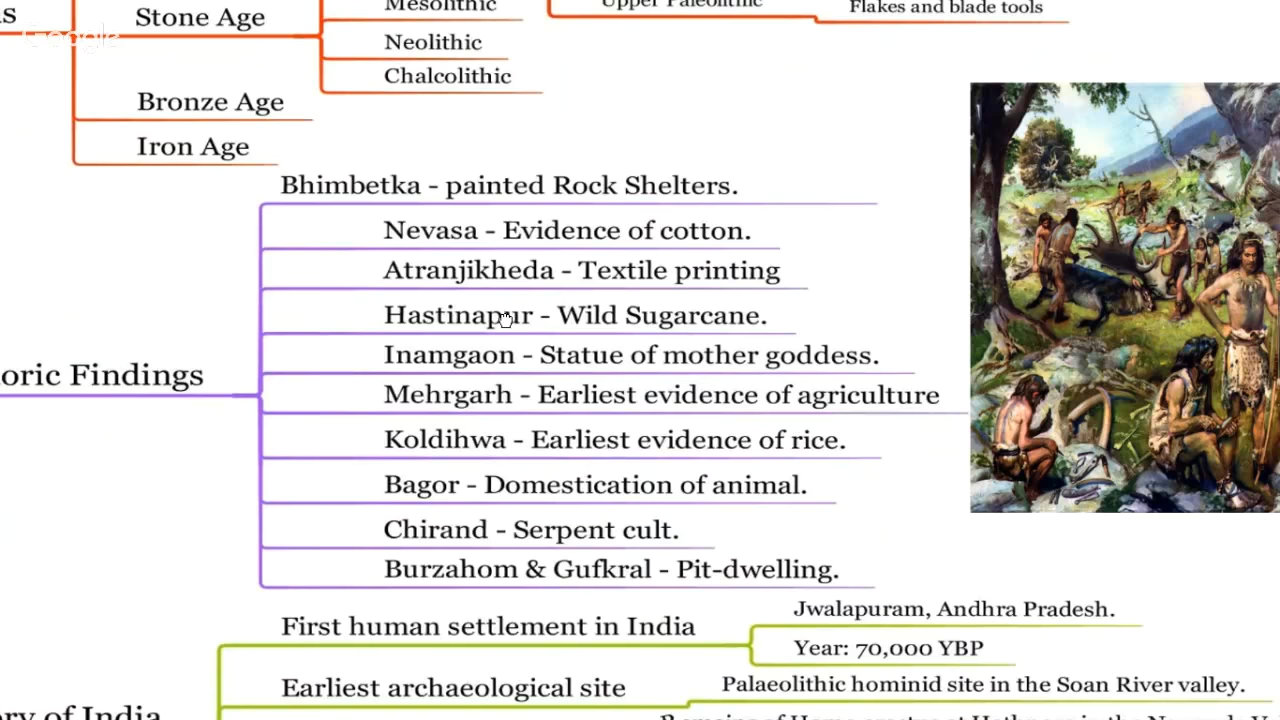 Stone Age
Mesolithic
Upper Paleolithic
Flakes and blade tools
Neolithic
Chalcolithic
Bronze Age
Iron Age
Google
Bhimbetka - painted Rock Shelters.
Nevasa - Evidence of cotton.
Atranjikheda - Textile printing
Hastinapur - Wild Sugarcane.
Inamgaon - Statue of mother goddess.
oric Findings
Mehrgarh - Earliest evidence of agriculture
Koldihwa - Earliest evidence of rice.
Bagor - Domestication of animal.
Chirand - Serpent cult.
Burzahom & Gufkral - Pit-dwelling.
First human settlement in India
Jwalapuram, Andhra Pradesh.
Year: 70,000 YBP
Earliest archaeological site
Palaeolithic hominid site in the Soan River valley.
ory of India